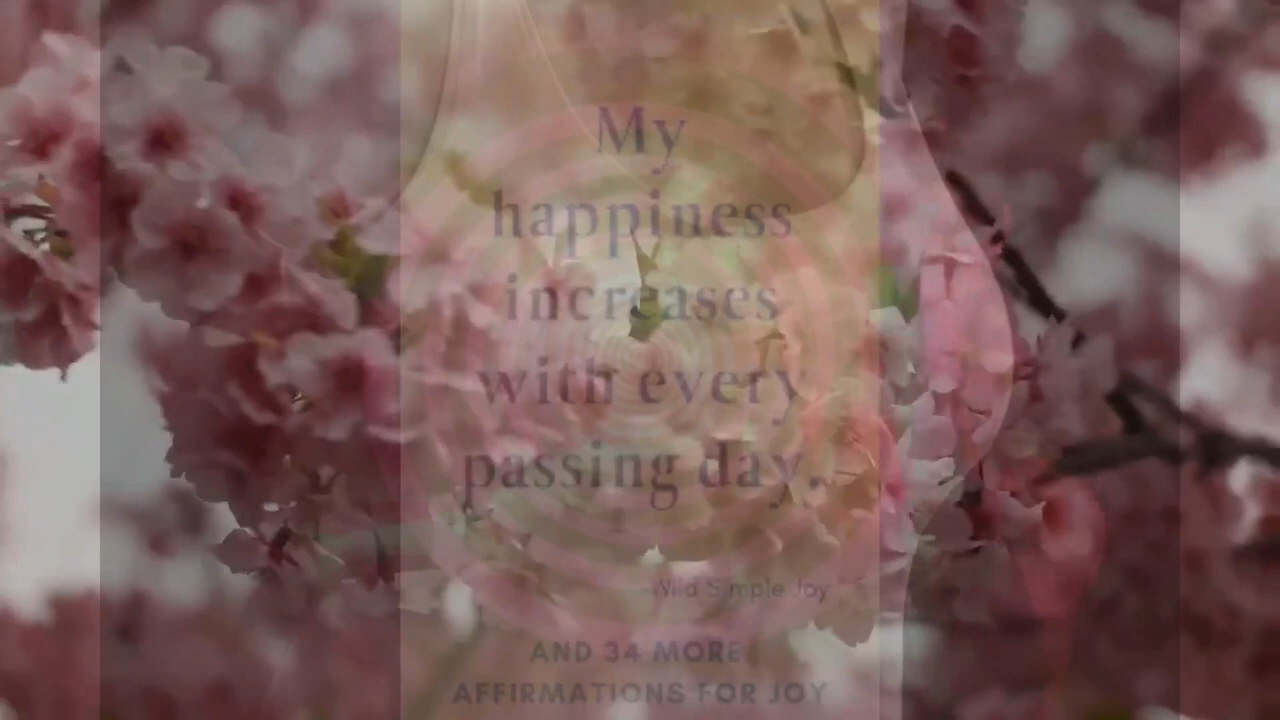 My
happiness
increases
with every
passing day.
Wild Simple Joy
AND 34 MORE
AFFIRMATIONS FOR JOY